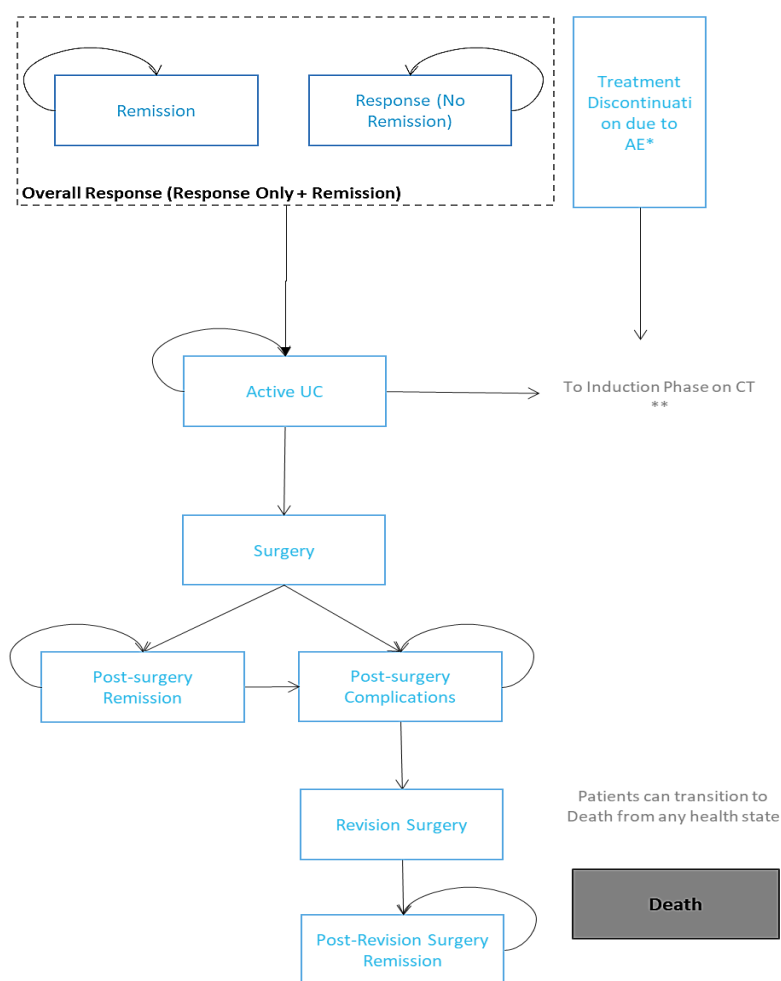 Remission
Response (No
Remission)
Treatment
Discontinuati
on due to
AE*
Overall Response (Response Only + Remission)
Active UC
To Induction Phase on CT
**
Surgery
Post-surgery
Remission
Post-surgery
Complications
Revision Surgery
Patients can transition to
Death from any health state
Death
Post-Revision Surgery
Remission